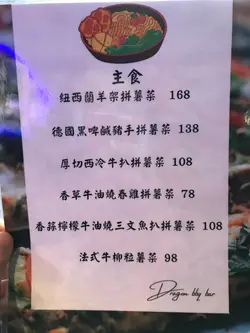 主食
紐西蘭羊架拼薯菜 168
德國黑啤鹹豬手拼薯菜 138
厚切西冷牛扒拼薯菜 108
香草牛油燒春雞拼薯菜 78
香蒜檸檬牛油燒三文魚扒拼薯菜 108
法式牛柳粒薯菜 98
Dragon bby bar